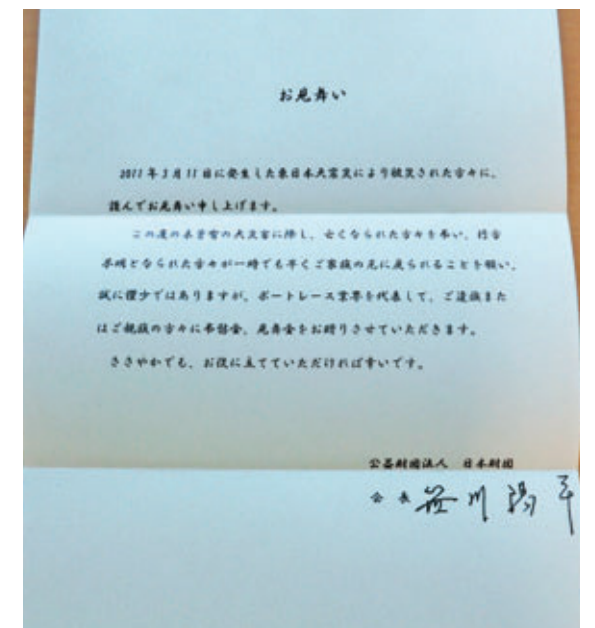 お見舞い
2011年3月11日に発生した東日本大震災により被災された方々に、
謹んでお見舞い申し上げます。
この度の未曽有の大災害に際し、亡くなられた方々を弔い、行方
不明となられた方々が一時でも早くご家族の元に戻られることを願い、
誠に僅少ではありますが、ボートレース業界を代表して、ご遺族また
はご親族の方々に弔慰金、見舞金をお贈りさせていただきます。
ささやかでも、お役に立てていただければ幸いです。
公益財団法人 日本財団
会長 笹川陽平